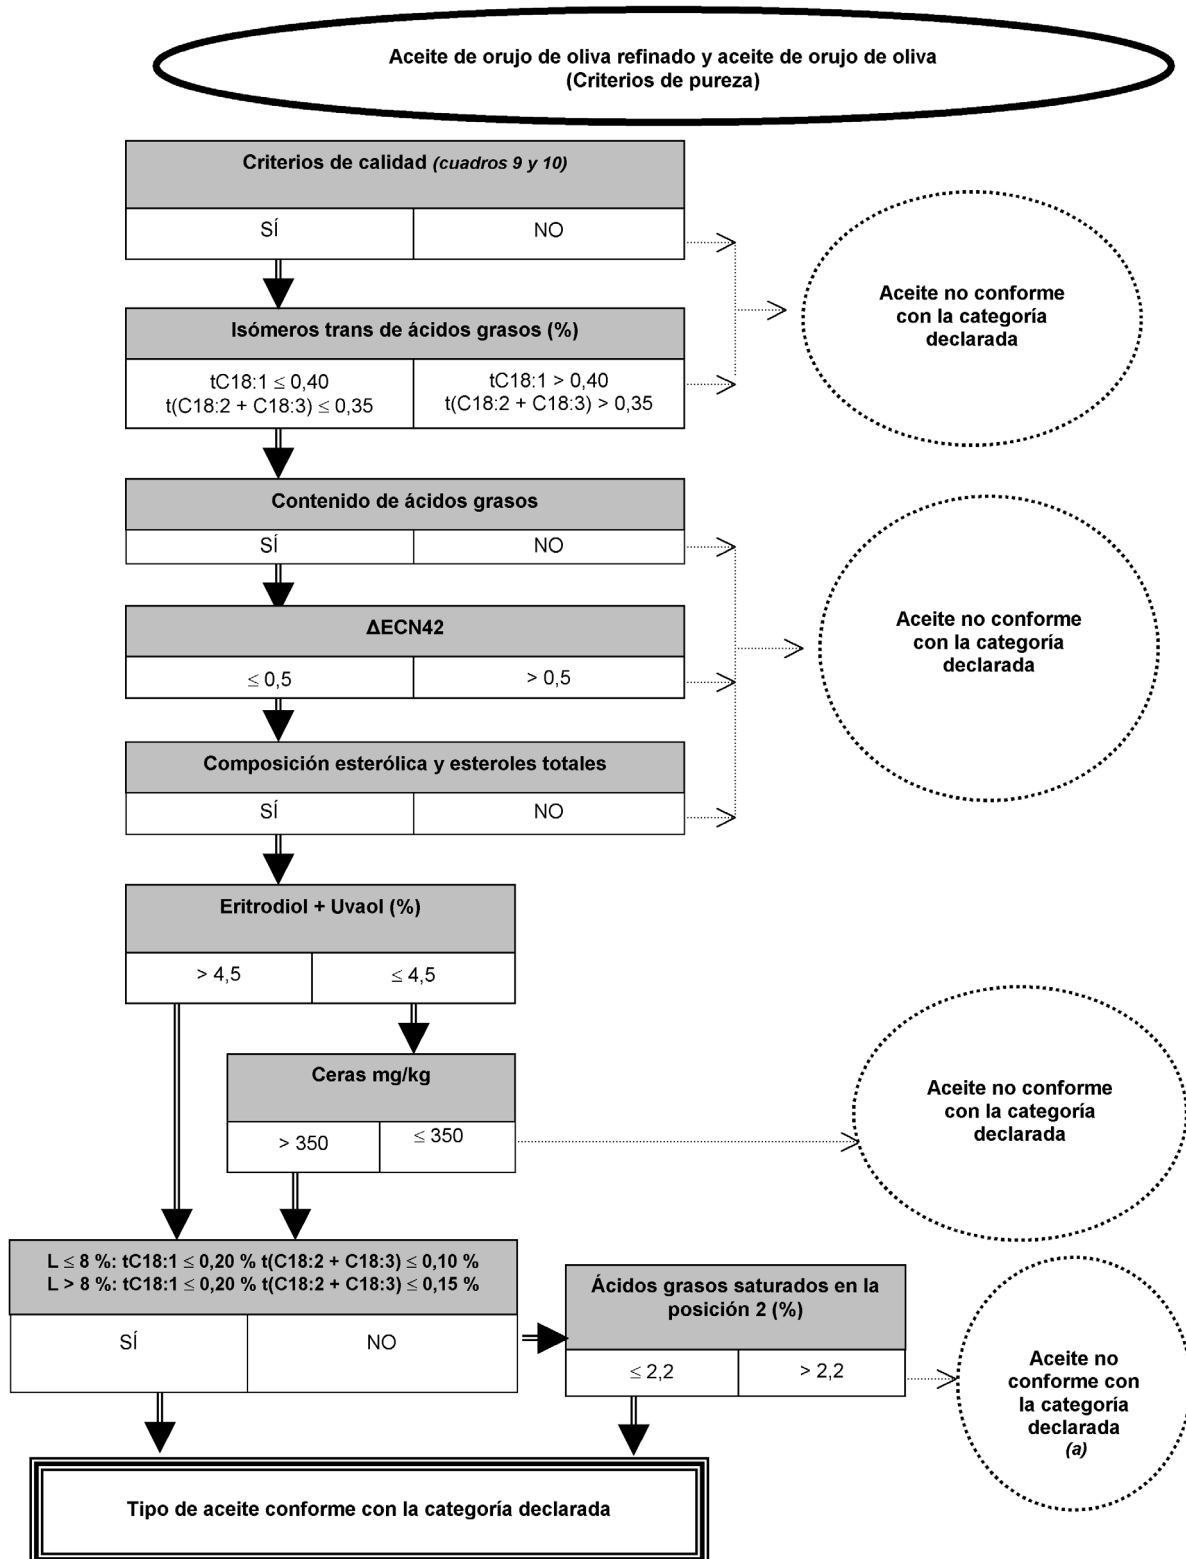 Aceite de orujo de oliva refinado y aceite de orujo de oliva
(Criterios de pureza)
Criterios de calidad (cuadros 9 y 10)
SÍ NO
Aceite no conforme
con la categoría
declarada
Isómeros trans de ácidos grasos (%)
tC18:1 ≤ 0,40
t(C18:2 + C18:3) ≤ 0,35
tC18:1 > 0,40
t(C18:2 + C18:3) > 0,35
Contenido de ácidos grasos
SÍ NO
ΔECN42
≤ 0,5 > 0,5
Aceite no conforme
con la categoría
declarada
Composición esterólica y esteroles totales
SÍ NO
Eritrodiol + Uvaol (%)
> 4,5 ≤ 4,5
Ceras mg/kg
> 350 ≤ 350
Aceite no conforme
con la categoría
declarada
L ≤ 8 %: tC18:1 ≤ 0,20 % t(C18:2 + C18:3) ≤ 0,10 %
L > 8 %: tC18:1 ≤ 0,20 % t(C18:2 + C18:3) ≤ 0,15 %
SÍ NO
Ácidos grasos saturados en la
posición 2 (%)
≤ 2,2 > 2,2
Aceite no
conforme con
la categoría
declarada
(a)
Tipo de aceite conforme con la categoría declarada